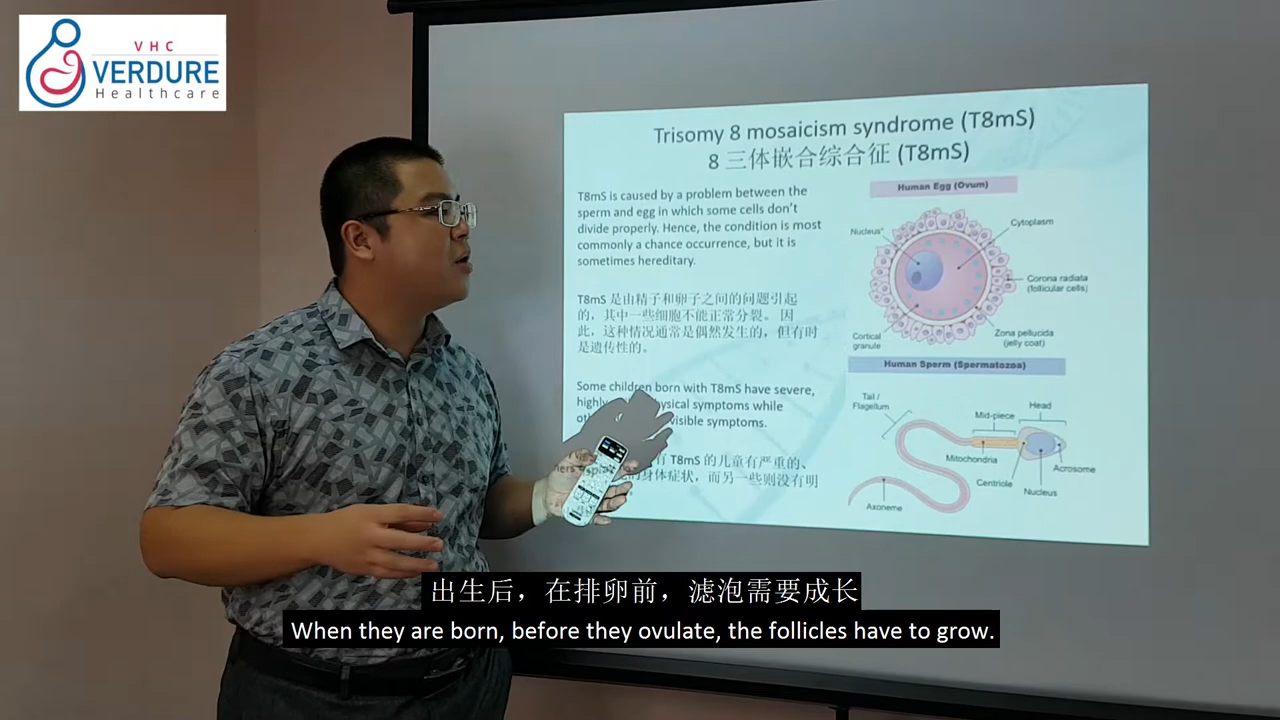 VHC
VERDURE
Healthcare
Trisomy 8 mosaicism syndrome (T8mS)
8 三体嵌合综合征 (T8mS)
T8mS is caused by a problem between the
sperm and egg in which some cells don't
divide properly. Hence, the condition is most
commonly a chance occurrence, but it is
sometimes hereditary.
T8mS 是由精子和卵子之间的问题引起
的，其中一些细胞不能正常分裂。 因
此，这种情况通常是偶然发生的，但有时
是遗传性的。
Some children born with T8mS have severe,
symptoms while
visible symptoms.
有 T8mS 的儿童有严重的、
的身体症状，而另一些则没有明
Human Egg (Ovum)
Nucleus*
Cytoplasm
Corona radiata
(follicular cells)
Cortical
granule
Zona pellucida
(jelly coat)
Human Sperm (Spermatozoa)
Tail /
Flagellum
Mid-piece
Head
Mitochondria
Centricle
Nucleus
Acrosome
Axoneme
出生后，在排卵前，滤泡需要成长
When they are born, before they ovulate, the follicles have to grow.